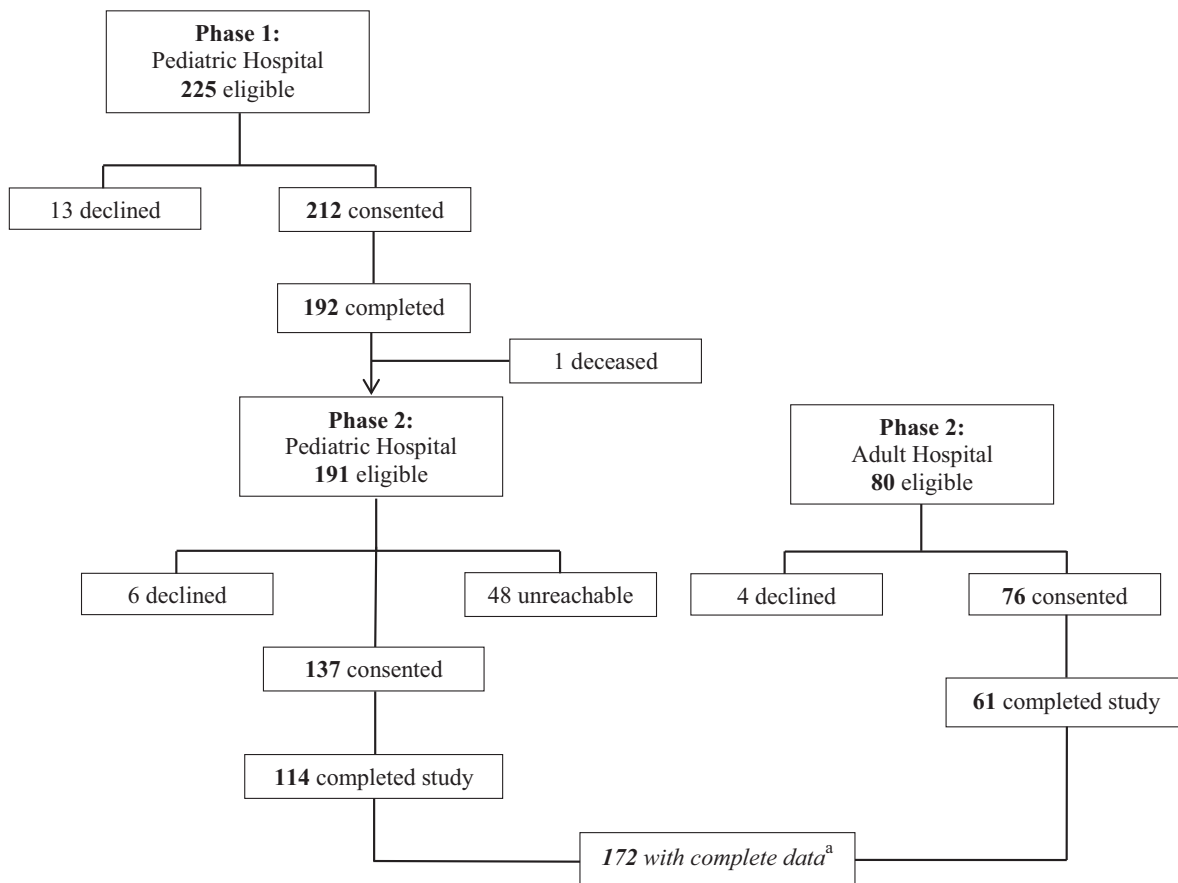 Phase 1:
Pediatric Hospital
225 eligible
13 declined
212 consented
192 completed
1 deceased
Phase 2:
Pediatric Hospital
191 eligible
Phase 2:
Adult Hospital
80 eligible
6 declined
48 unreachable
4 declined
76 consented
137 consented
61 completed study
114 completed study
172 with complete dataª